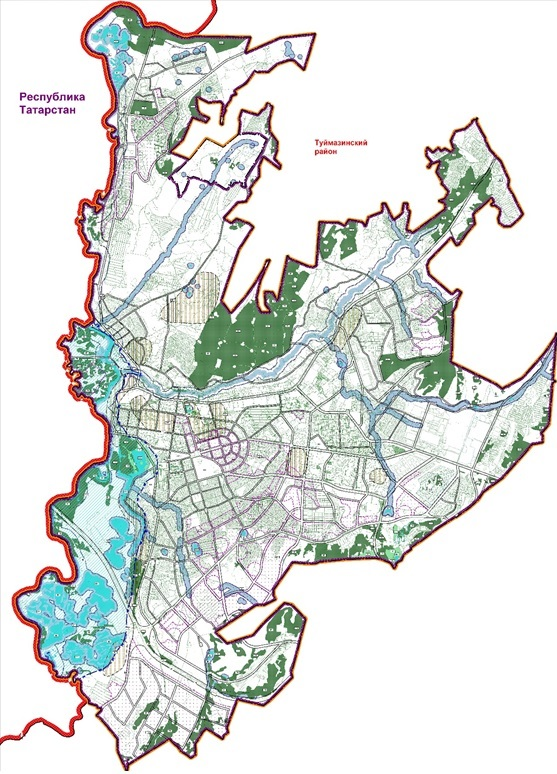 Республика
Татарстан
Туймазинский
район